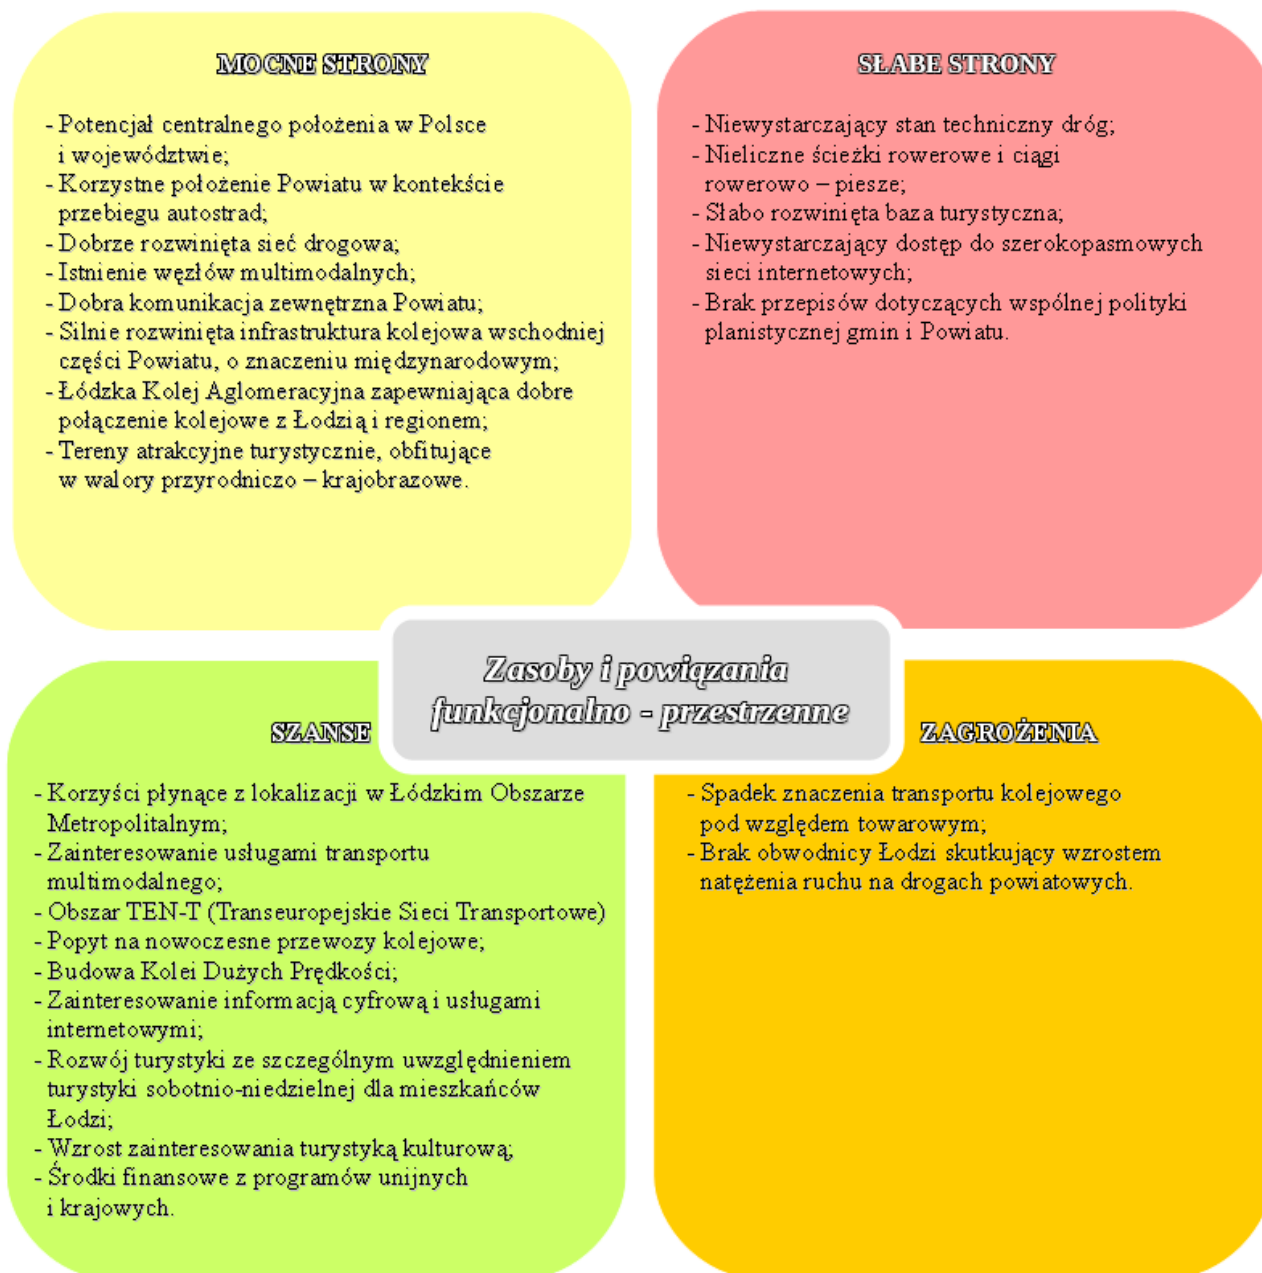 MOCNE STRONY
- Potencjał centralnego położenia w Polsce
i województwie;
- Korzystne położenie Powiatu w kontekście
przebiegu autostrad;
- Dobrze rozwinięta sieć drogowa;
- Istnienie węzłów multimodalnych;
- Dobra komunikacja zewnętrzna Powiatu;
- Silnie rozwinięta infrastruktura kolejowa wschodniej
części Powiatu, o znaczeniu międzynarodowym;
- Łódzka Kolej Aglomeracyjna zapewniająca dobre
połączenie kolejowe z Łodzią i regionem;
- Tereny atrakcyjne turystycznie, obfitujące
w walory przyrodniczo – krajobrazowe.
SŁABE STRONY
- Niewystarczający stan techniczny dróg;
- Nieliczne ścieżki rowerowe i ciągi
rowerowo – piesze;
- Słabo rozwinięta baza turystyczna;
- Niewystarczający dostęp do szerokopasmowych
sieci internetowych;
- Brak przepisów dotyczących wspólnej polityki
planistycznej gmin i Powiatu.
Zasoby i powiązania
funkcjonalno - przestrzenne
SZANSE
- Korzyści płynące z lokalizacji w Łódzkim Obszarze
Metropolitalnym;
- Zainteresowanie usługami transportu
multimodalnego;
- Obszar TEN-T (Transeuropejskie Sieci Transportowe)
- Popyt na nowoczesne przewozy kolejowe;
- Budowa Kolei Dużych Prędkości;
- Zainteresowanie informacją cyfrową i usługami
internetowymi;
- Rozwój turystyki ze szczególnym uwzględnieniem
turystyki sobotnio-niedzielnej dla mieszkańców
Łodzi;
- Wzrost zainteresowania turystyką kulturową;
- Środki finansowe z programów unijnych
i krajowych.
ZAGROŻENIA
- Spadek znaczenia transportu kolejowego
pod względem towarowym;
- Brak obwodnicy Łodzi skutkujący wzrostem
natężenia ruchu na drogach powiatowych.